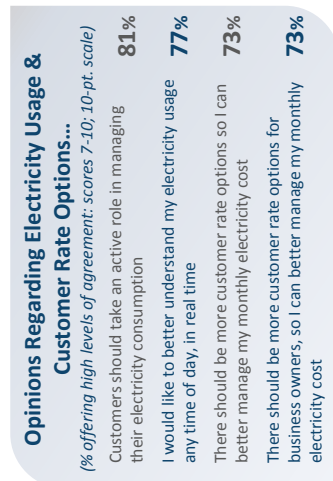 Opinions Regarding Electricity Usage &
Customer Rate Options...
(% offering high levels of agreement: scores 7-10; 10-pt. scale)
Customers should take an active role in managing 81%
their electricity consumption
I would like to better understand my electricity usage 77%
any time of day, in real time
There should be more customer rate options so I can 73%
better manage my monthly electricity cost
There should be more customer rate options for
business owners, so I can better manage my monthly 73%
electricity cost